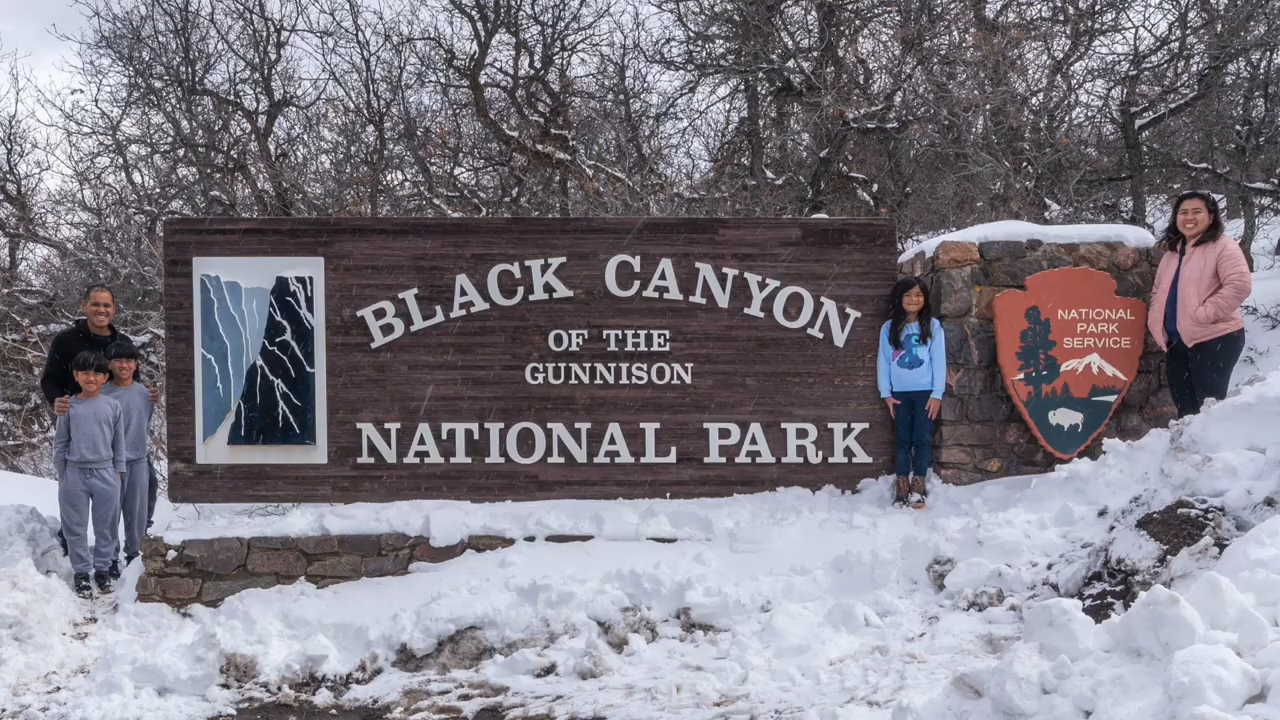 BLACK CANYON
OF THE
GUNNISON
NATIONAL PARK
NATIONAL
PARK
SERVICE